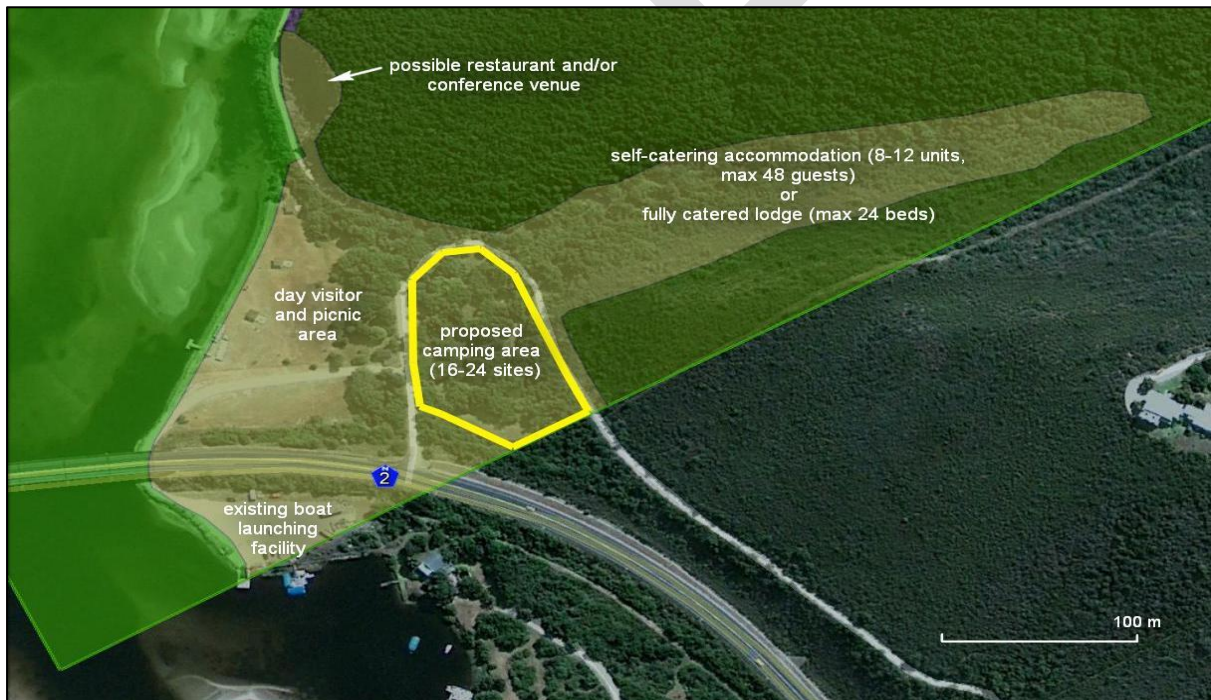 possible restaurant and/or
conference venue
self-catering accommodation (8-12 units,
max 48 guests)
or
fully catered lodge (max 24 beds)
day visitor
and picnic
area
proposed
camping area
(16-24 sites)
N
2
existing boat
launching
facility
100 m